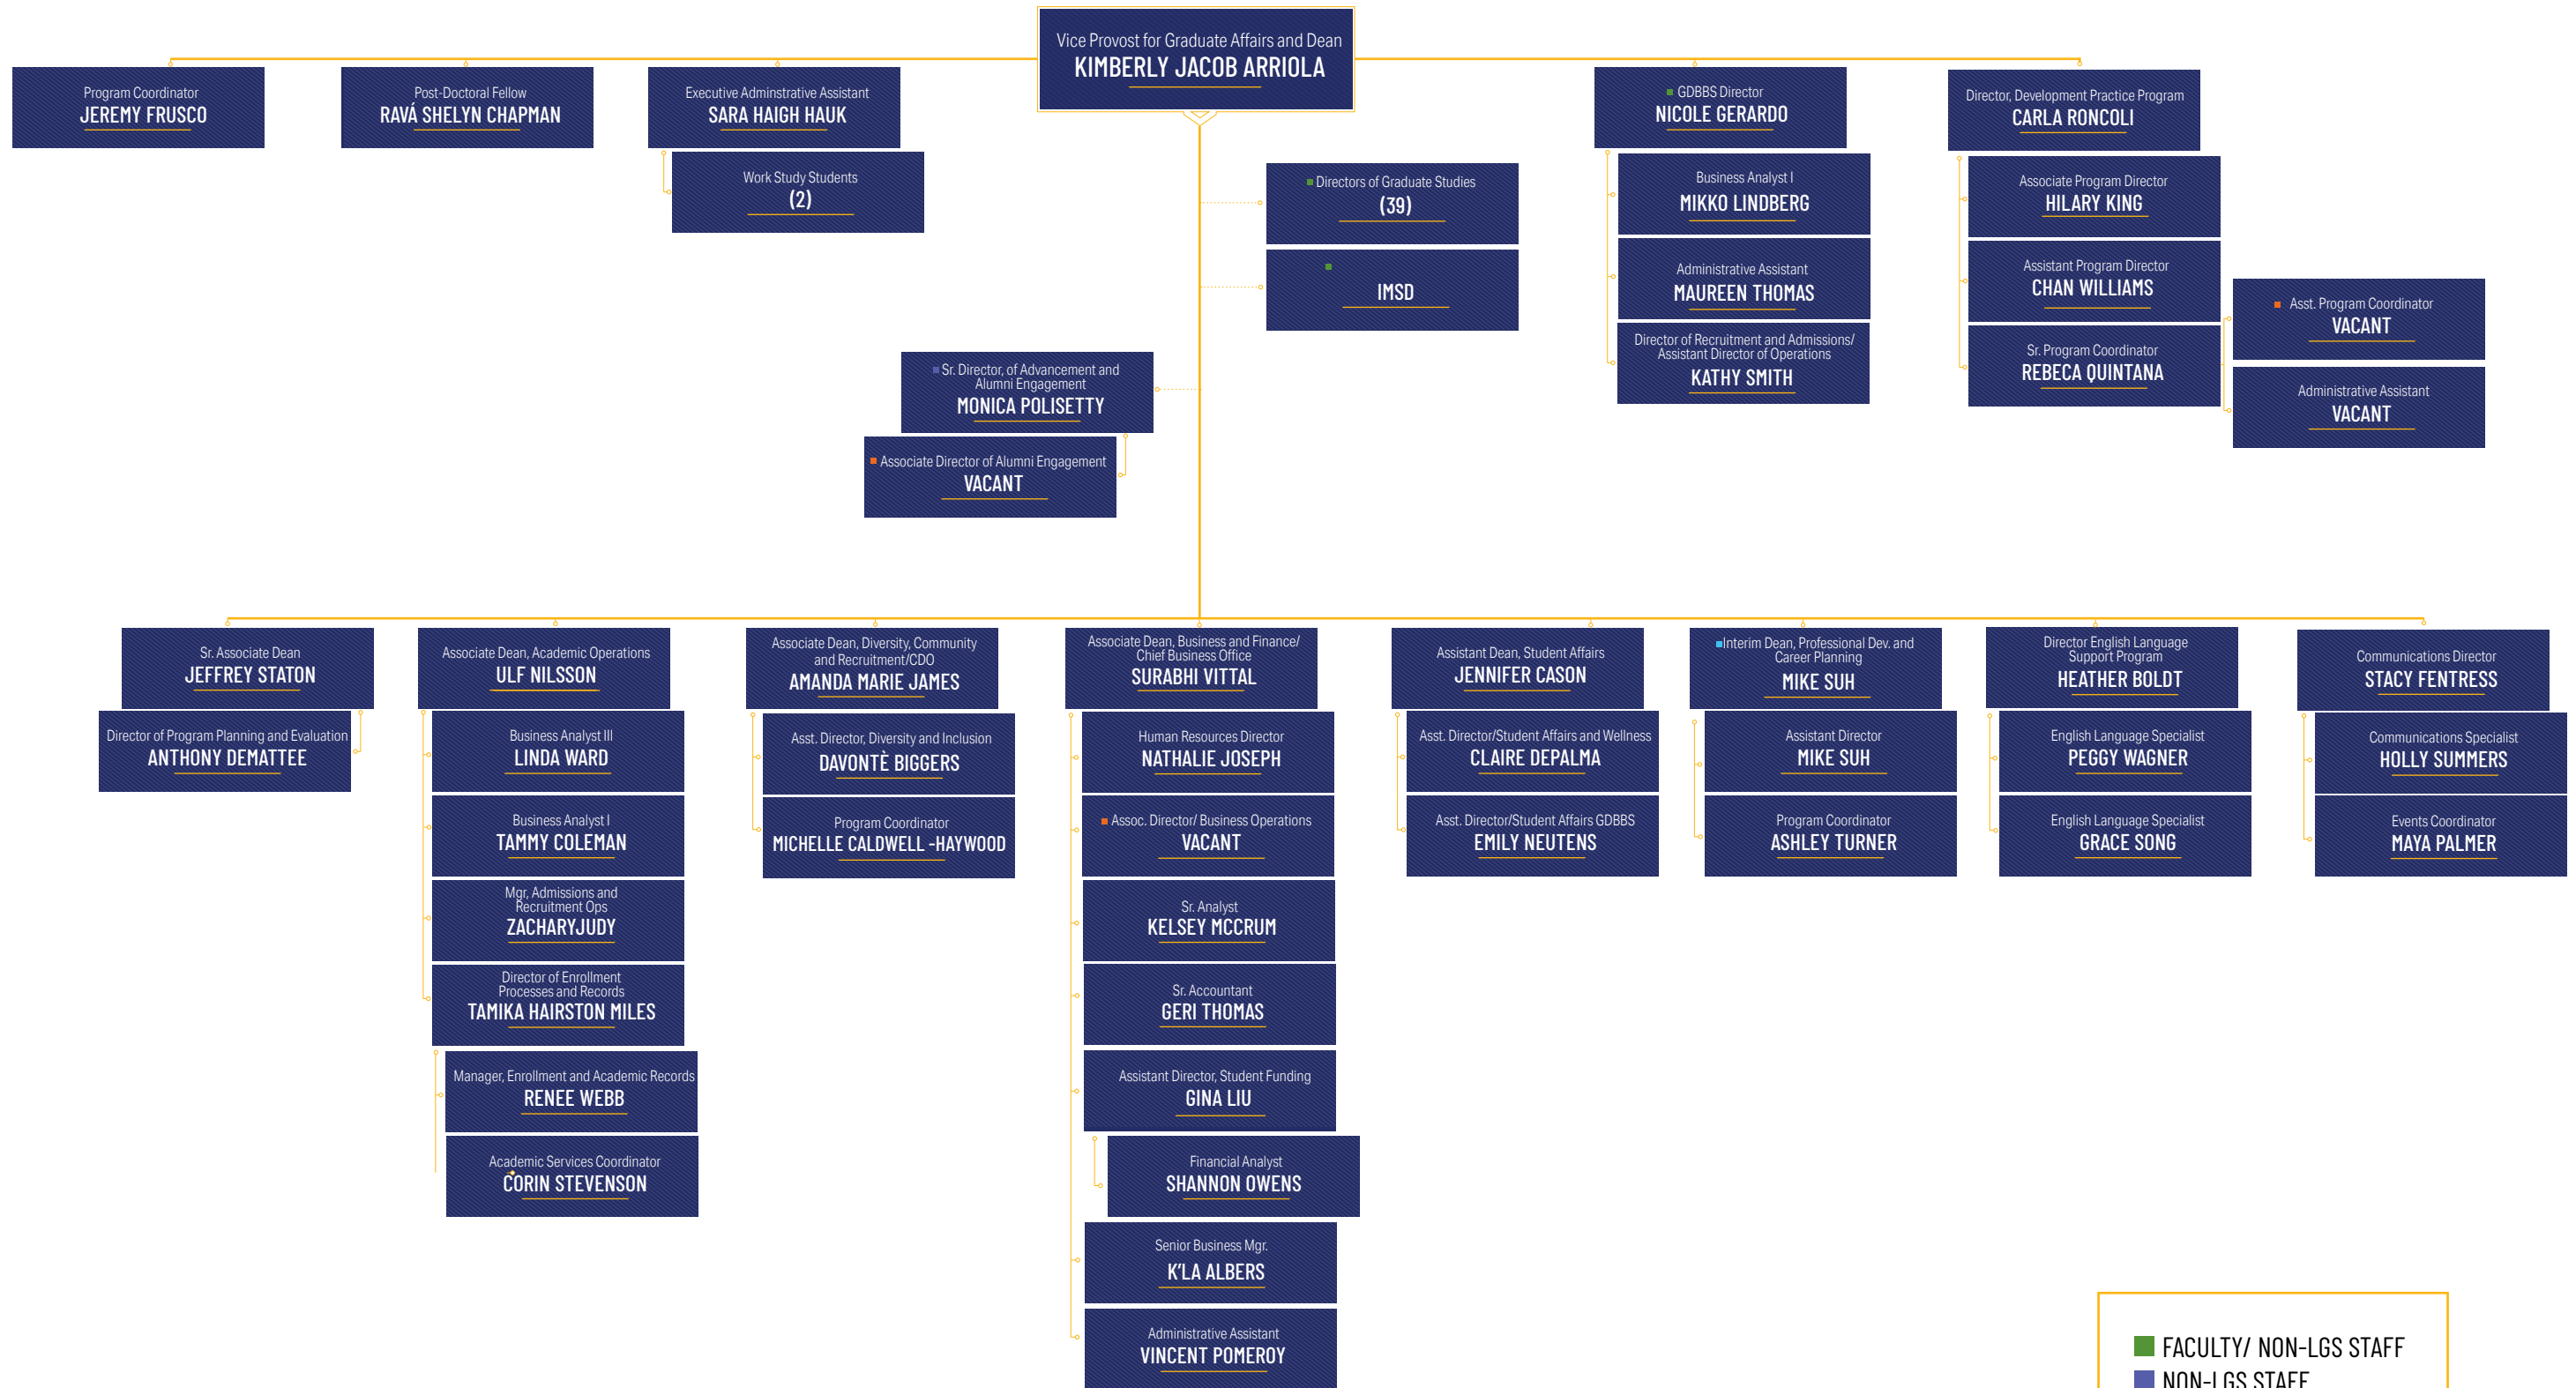 Vice Provost for Graduate Affairs and Dean
KIMBERLY JACOB ARRIOLA
Program Coordinator
JEREMY FRUSCO
Post-Doctoral Fellow
RAVÁ SHELYN CHAPMAN
Executive Adminstrative Assistant
SARA HAIGH HAUK
Work Study Students
(2)
GDBBS Director
NICOLE GERARDO
Business Analyst I
MIKKO LINDBERG
Administrative Assistant
MAUREEN THOMAS
Director of Recruitment and Admissions/
Assistant Director of Operations
KATHY SMITH
Director, Development Practice Program
CARLA RONCOLI
Associate Program Director
HILARY KING
Assistant Program Director
CHAN WILLIAMS
Sr. Program Coordinator
REBECA QUINTANA
Asst. Program Coordinator
VACANT
Administrative Assistant
VACANT
Directors of Graduate Studies
(39)
IMSD
Sr. Director, of Advancement and
Alumni Engagement
MONICA POLISETTY
Associate Director of Alumni Engagement
VACANT
Sr. Associate Dean
JEFFREY STATON
Director of Program Planning and Evaluation
ANTHONY DEMATTEE
Associate Dean, Academic Operations
ULF NILSSON
Business Analyst III
LINDA WARD
Business Analyst I
TAMMY COLEMAN
Mgr, Admissions and
Recruitment Ops
ZACHARYJUDY
Director of Enrollment
Processes and Records
TAMIKA HAIRSTON MILES
Manager, Enrollment and Academic Records
RENEE WEBB
Academic Services Coordinator
CORIN STEVENSON
Associate Dean, Diversity, Community
and Recruitment/CDO
AMANDA MARIE JAMES
Asst. Director, Diversity and Inclusion
DAVONTÈ BIGGERS
Program Coordinator
MICHELLE CALDWELL -HAYWOOD
Associate Dean, Business and Finance/
Chief Business Office
SURABHI VITTAL
Human Resources Director
NATHALIE JOSEPH
Assoc. Director/ Business Operations
VACANT
Sr. Analyst
KELSEY MCCRUM
Sr. Accountant
GERI THOMAS
Assistant Director, Student Funding
GINA LIU
Financial Analyst
SHANNON OWENS
Senior Business Mgr.
K'LA ALBERS
Administrative Assistant
VINCENT POMEROY
Assistant Dean, Student Affairs
JENNIFER CASON
Asst. Director/Student Affairs and Wellness
CLAIRE DEPALMA
Asst. Director/Student Affairs GDBBS
EMILY NEUTENS
Interim Dean, Professional Dev. and
Career Planning
MIKE SUH
Assistant Director
MIKE SUH
Program Coordinator
ASHLEY TURNER
Director English Language
Support Program
HEATHER BOLDT
English Language Specialist
PEGGY WAGNER
English Language Specialist
GRACE SONG
Communications Director
STACY FENTRESS
Communications Specialist
HOLLY SUMMERS
Events Coordinator
MAYA PALMER
FACULTY/ NON-LGS STAFF
NON-LGS STAFF